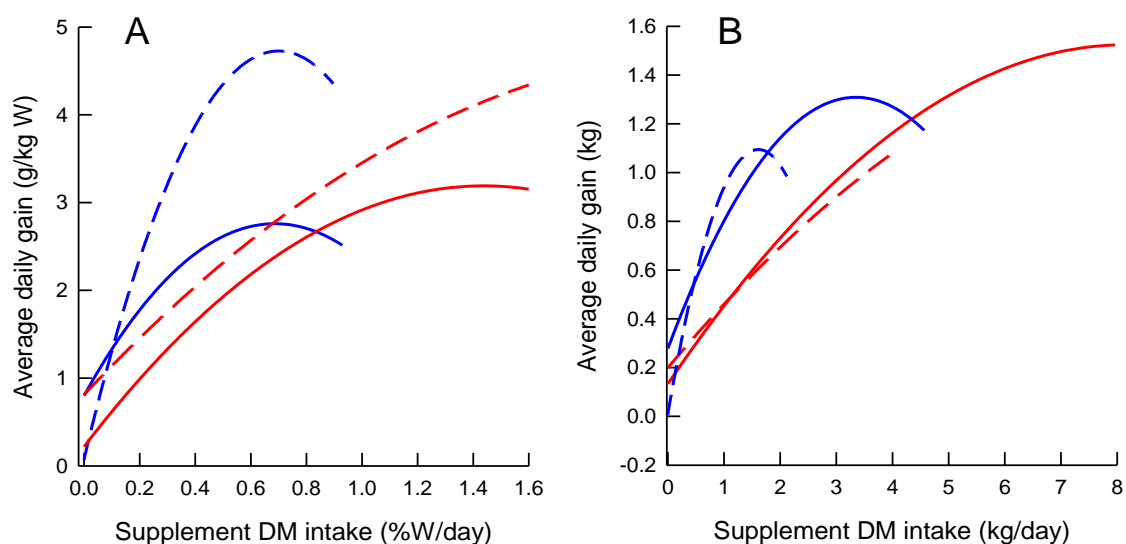 A
Average daily gain (g/kg W)
5
4
3
2
1
0
0.0 0.2 0.4 0.6 0.8 1.0 1.2 1.4 1.6
Supplement DM intake (%W/day)
B
Average daily gain (kg)
1.6
1.4
1.2
1.0
0.8
0.6
0.4
0.2
0.0
-0.2
0 1 2 3 4 5 6 7 8
Supplement DM intake (kg/day)